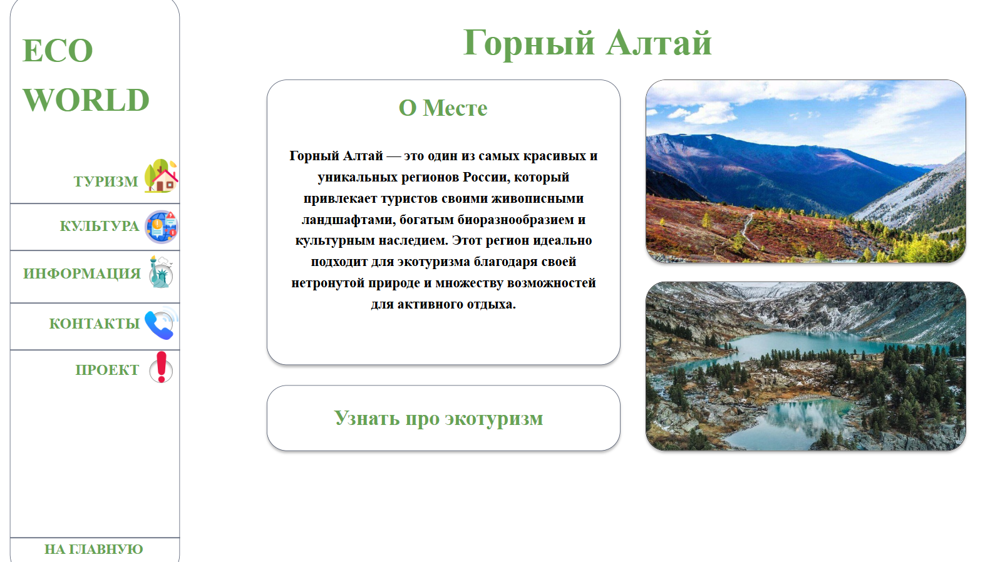 ECO
WORLD
ТУРИЗМ
КУЛЬТУРА
ИНФОРМАЦИЯ
КОНТАКТЫ
ПРОЕКТ
НА ГЛАВНУЮ
Горный Алтай
О Месте
Горный Алтай — это один из самых красивых и
уникальных регионов России, который
привлекает туристов своими живописными
ландшафтами, богатым биоразнообразием и
культурным наследием. Этот регион идеально
подходит для экотуризма благодаря своей
нетронутой природе и множеству возможностей
для активного отдыха.
Узнать про экотуризм